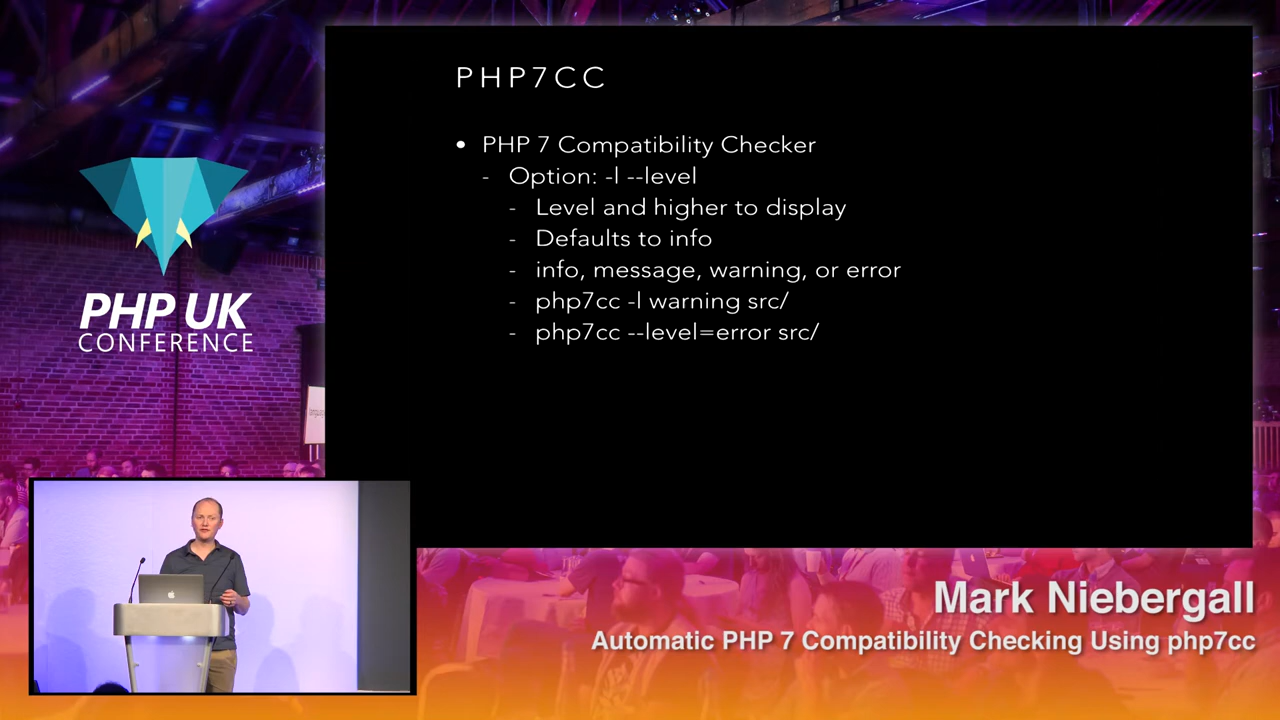 PHP7CC
• PHP 7 Compatibility Checker
- Option: -l --level
- Level and higher to display
- Defaults to info
- info, message, warning, or error
- php7cc -l warning src/
- php7cc --level=error src/
PHP UK
CONFERENCE
Mark Niebergall
Automatic PHP 7 Compatibility Checking Using php7cc